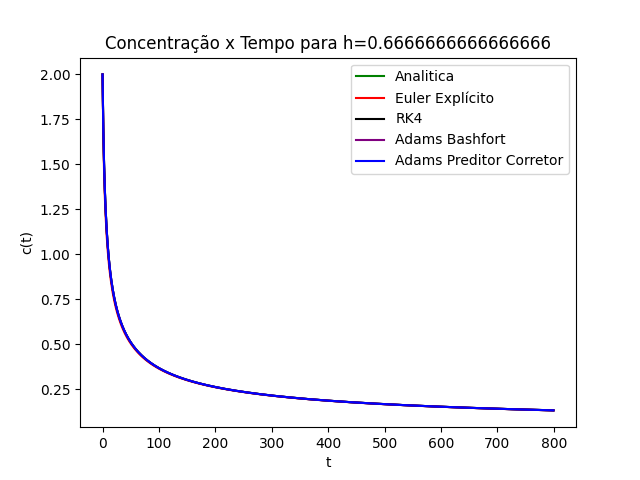 Concentração x Tempo para h=0.6666666666666666
Analitica
Euler Explícito
RK4
Adams Bashfort
Adams Preditor Corretor
2.00
1.75
1.50
1.25
1.00
0.75
0.50
0.25
c(t)
0 100 200 300 400 500 600 700 800
t